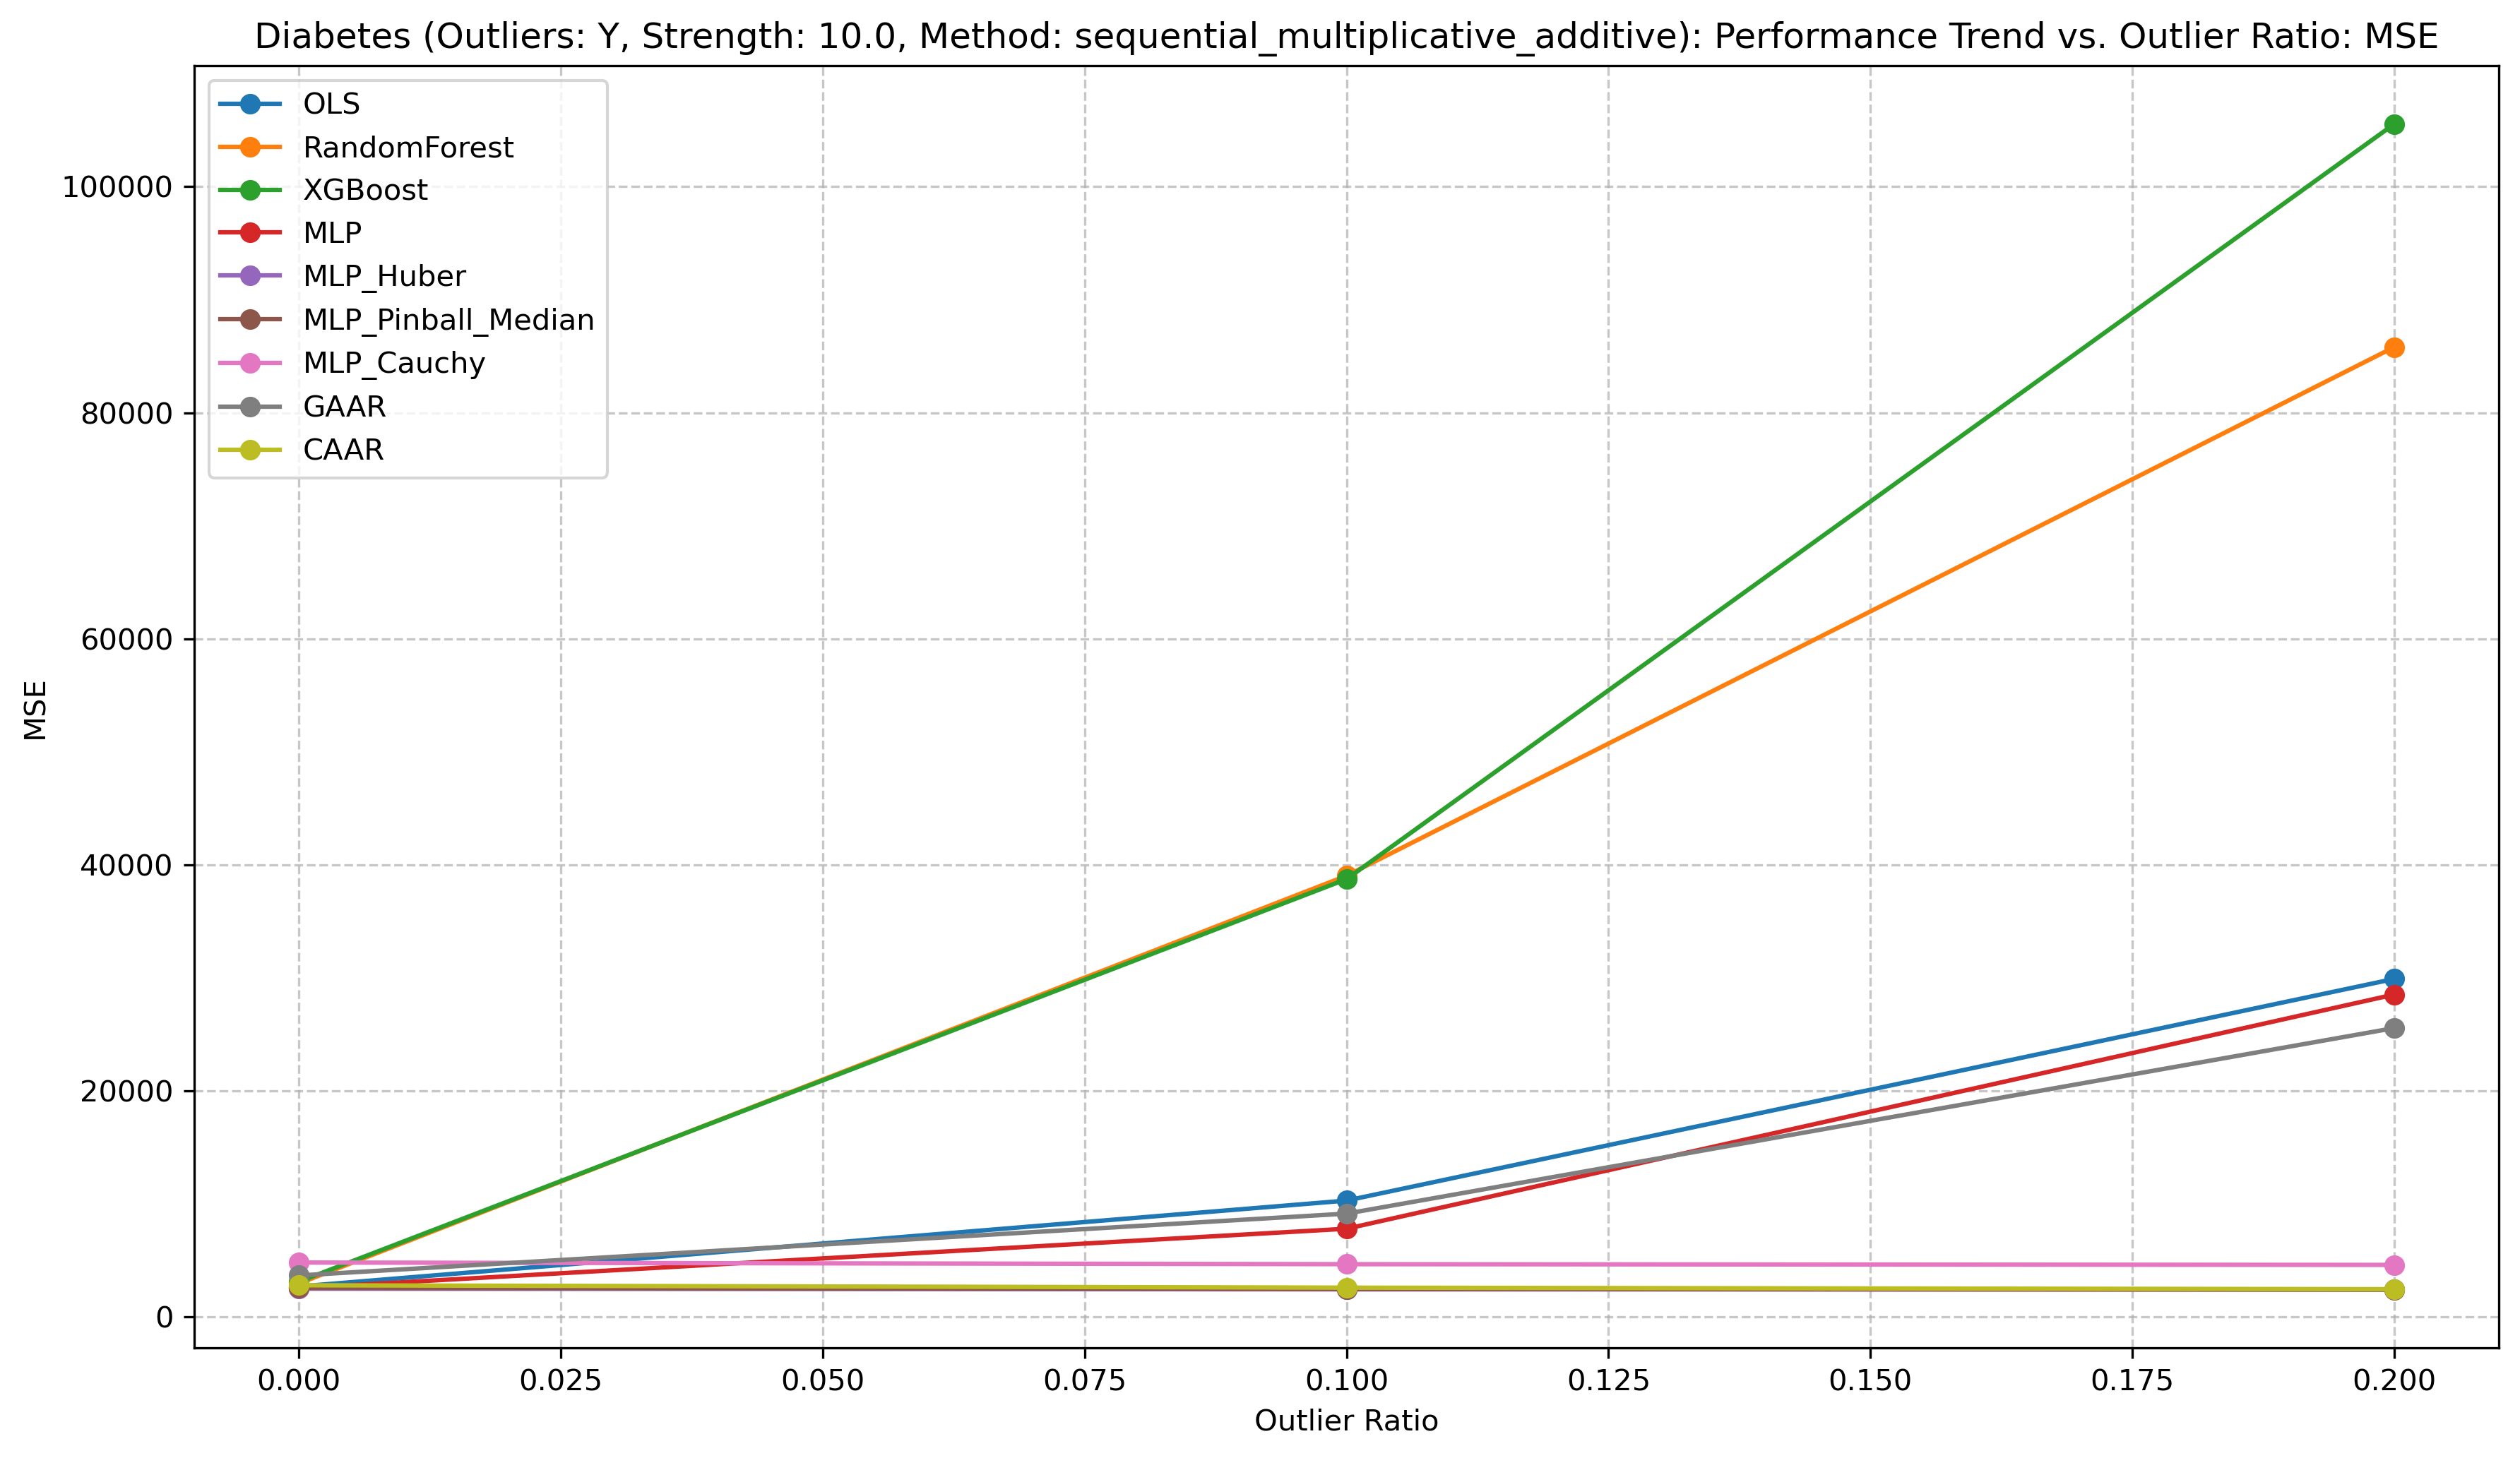 Diabetes (Outliers: Y, Strength: 10.0, Method: sequential_multiplicative_additive): Performance Trend vs. Outlier Ratio: MSE
OLS
RandomForest
XGBoost
MLP
MLP_Huber
MLP_Pinball_Median
MLP_Cauchy
GAAR
CAAR
MSE
100000
80000
60000
40000
20000
0
0.000 0.025 0.050 0.075 0.100 0.125 0.150 0.175 0.200
Outlier Ratio